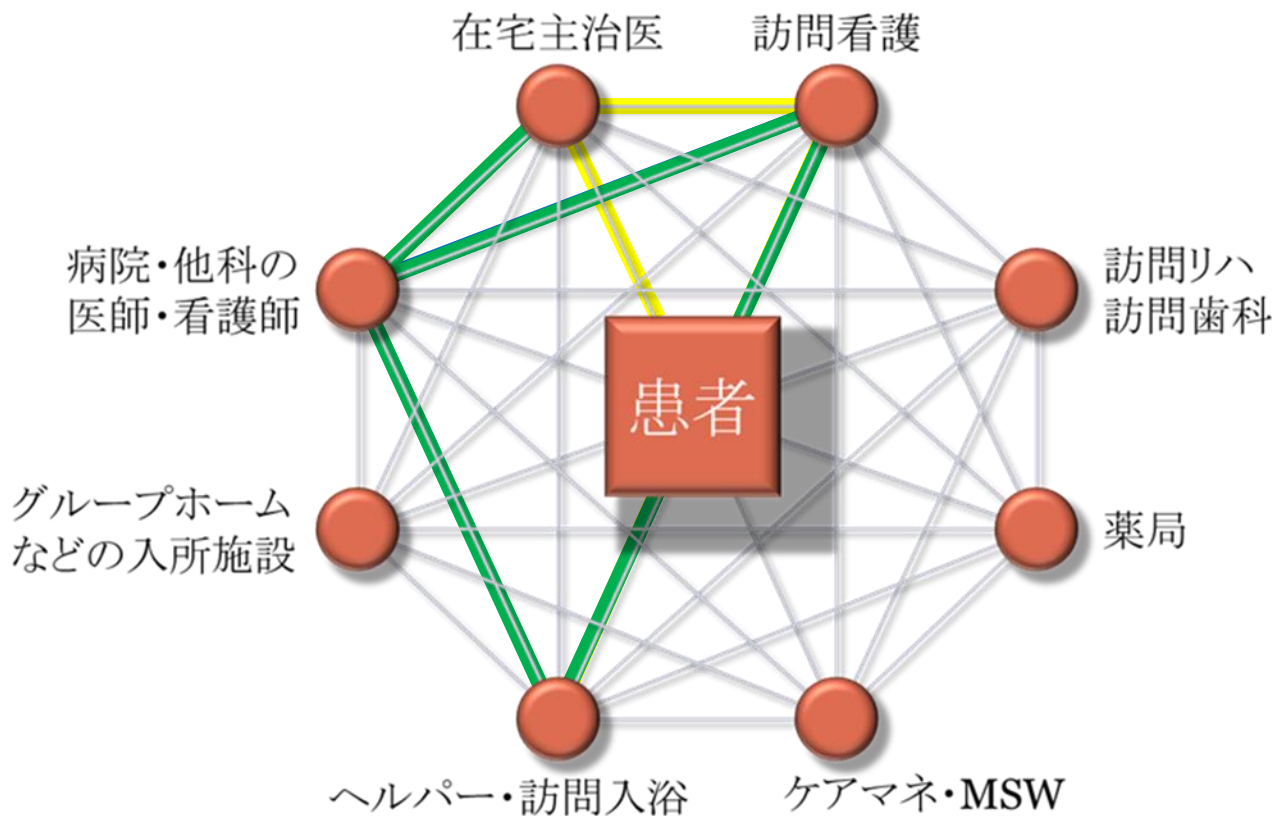 在宅主治医
訪問看護
病院・他科の
医師・看護師
訪問リハ
訪問歯科
患者
グループホーム
などの入所施設
薬局
ヘルパー・訪問入浴
ケアマネ・MSW